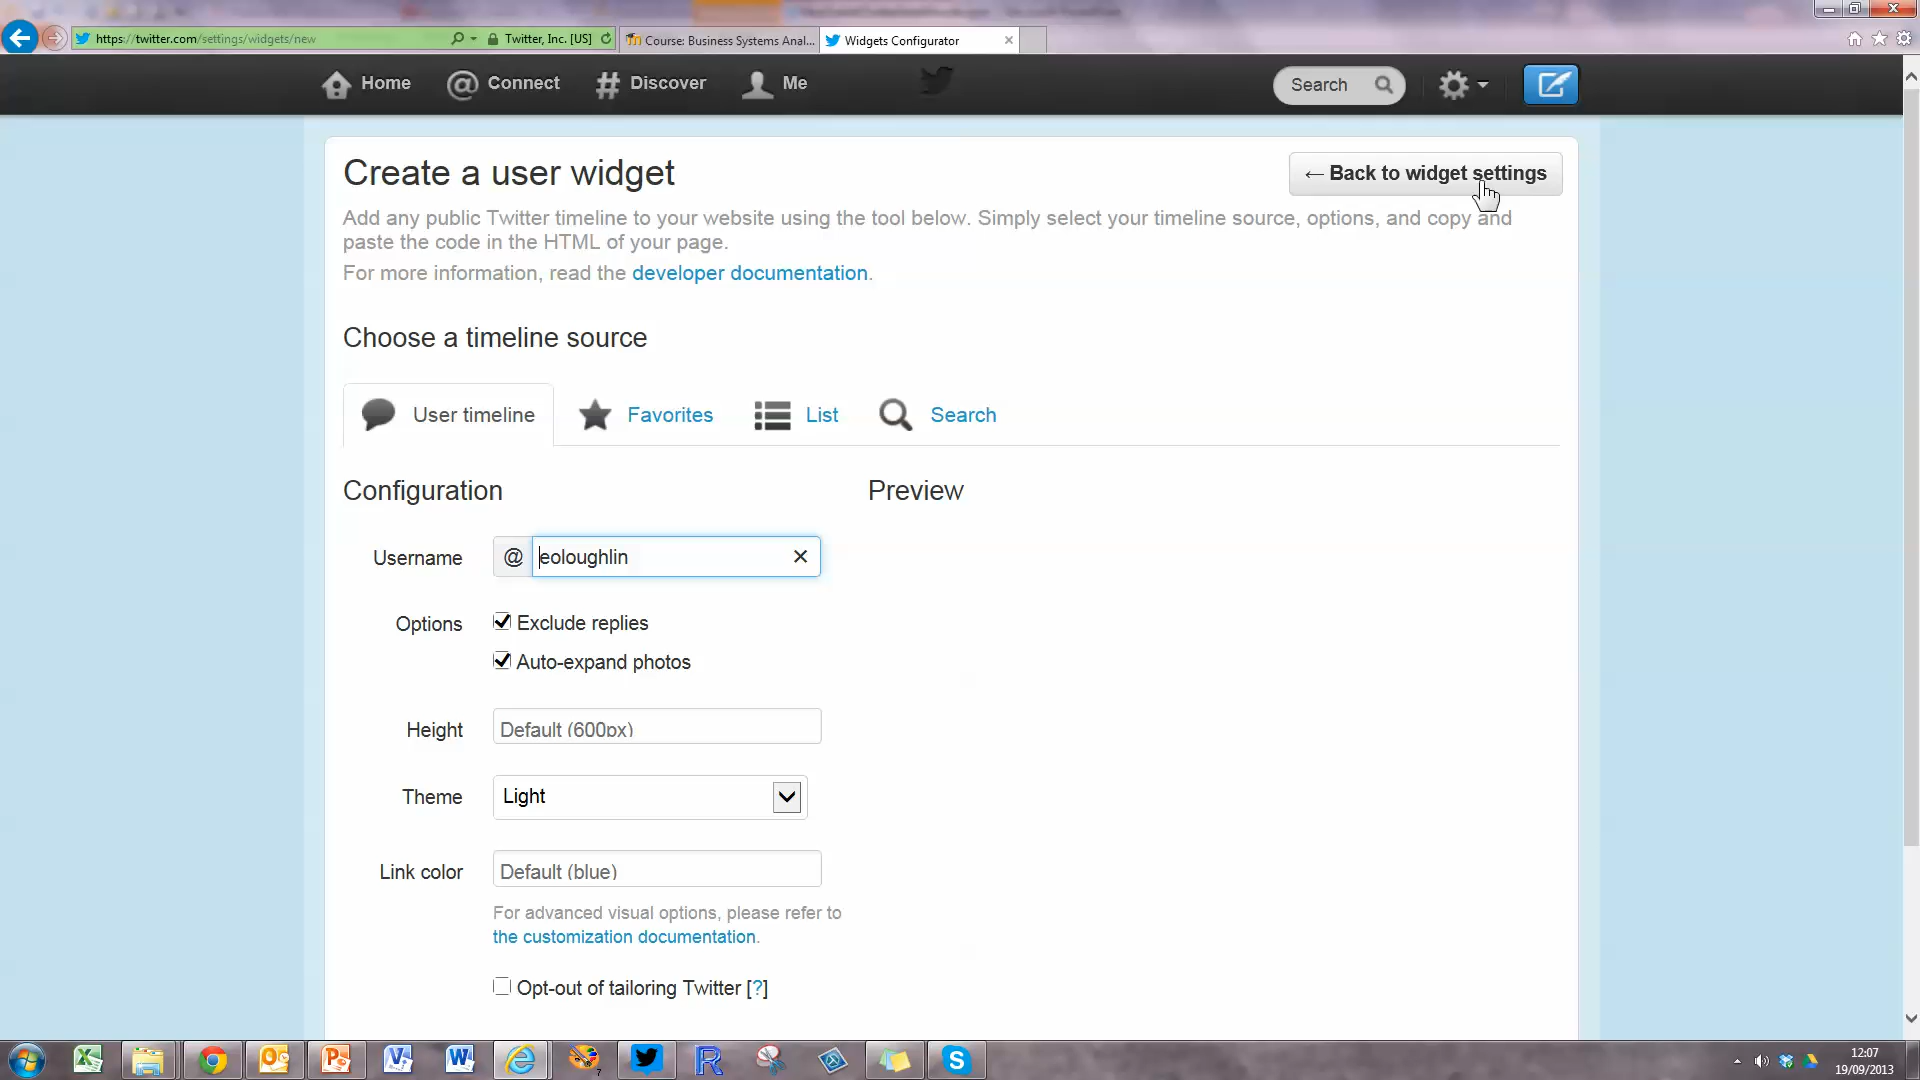 https://twitter.com/settings/widgets/new
Twitter, Inc. [US]
Course: Business Systems Anal...
Widgets Configurator
Home
Connect
Discover
Me
Search
Create a user widget
← Back to widget settings
Add any public Twitter timeline to your website using the tool below. Simply select your timeline source, options, and copy and
paste the code in the HTML of your page.
For more information, read the developer documentation.
Choose a timeline source
User timeline
Favorites
List
Search
Configuration
Preview
Username
@ eoloughlin
Options
Exclude replies
Auto-expand photos
Height
Default (600px)
Theme
Light
Link color
Default (blue)
For advanced visual options, please refer to
the customization documentation.
Opt-out of tailoring Twitter [?]
12:07
19/09/2013